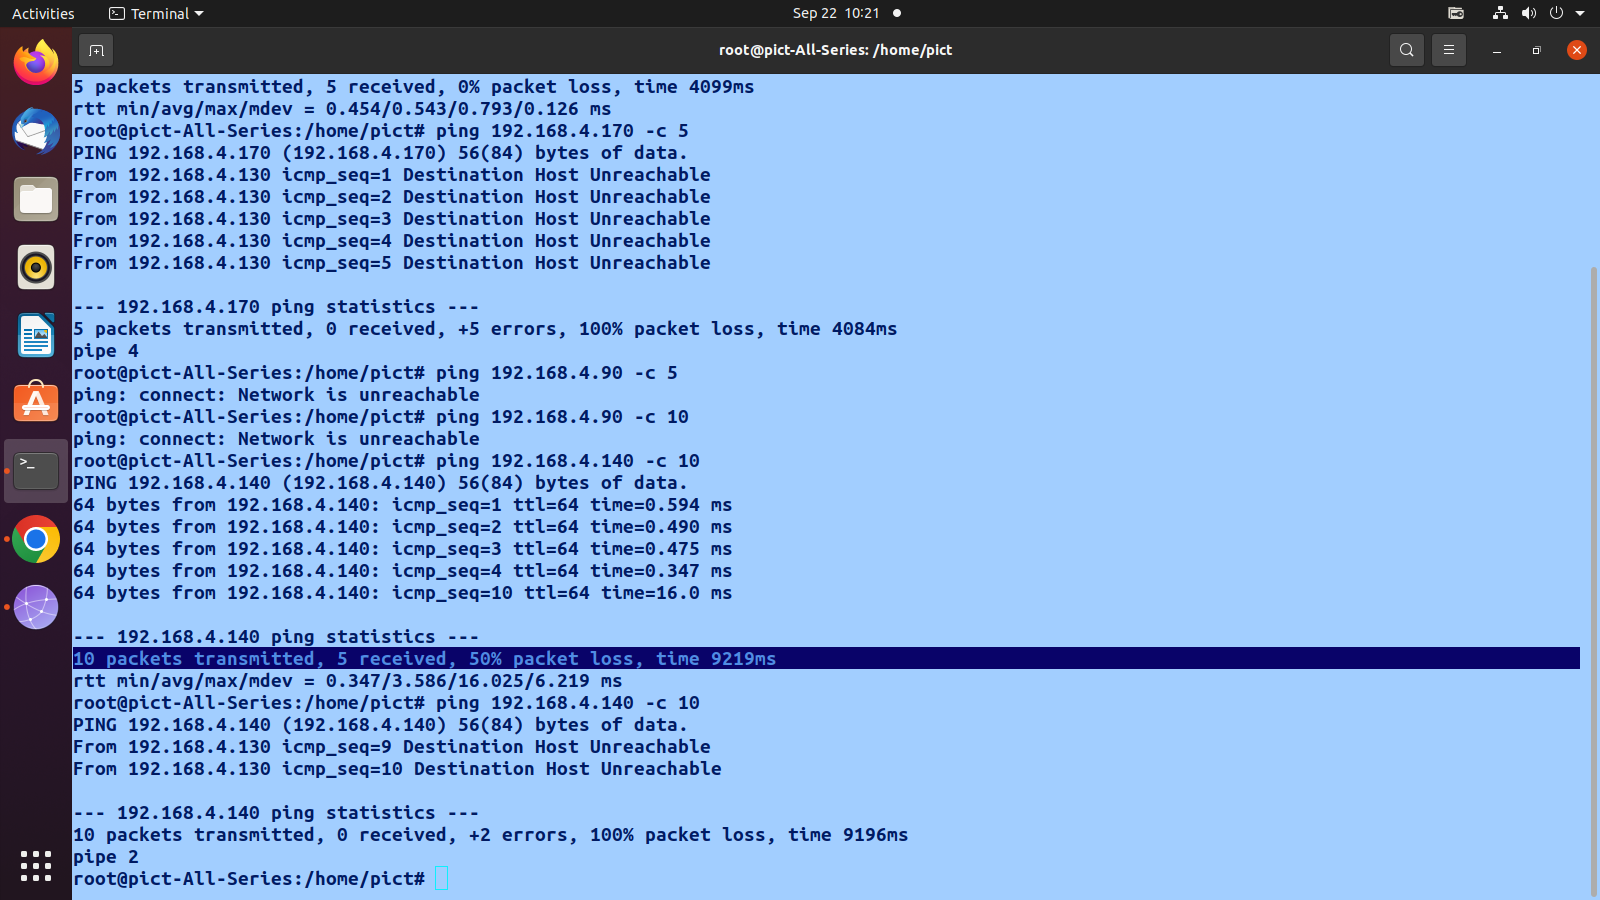 Activities Terminal Sep 22 10:21
root@pict-All-Series: /home/pict
5 packets transmitted, 5 received, 0% packet loss, time 4099ms
rtt min/avg/max/mdev = 0.454/0.543/0.793/0.126 ms
root@pict-All-Series:/home/pict# ping 192.168.4.170 -c 5
PING 192.168.4.170 (192.168.4.170) 56(84) bytes of data.
From 192.168.4.130 icmp_seq=1 Destination Host Unreachable
From 192.168.4.130 icmp_seq=2 Destination Host Unreachable
From 192.168.4.130 icmp_seq=3 Destination Host Unreachable
From 192.168.4.130 icmp_seq=4 Destination Host Unreachable
From 192.168.4.130 icmp_seq=5 Destination Host Unreachable
--- 192.168.4.170 ping statistics ---
5 packets transmitted, 0 received, +5 errors, 100% packet loss, time 4084ms
pipe 4
root@pict-All-Series:/home/pict# ping 192.168.4.90 -c 5
ping: connect: Network is unreachable
root@pict-All-Series:/home/pict# ping 192.168.4.90 -c 10
ping: connect: Network is unreachable
root@pict-All-Series:/home/pict# ping 192.168.4.140 -c 10
PING 192.168.4.140 (192.168.4.140) 56(84) bytes of data.
64 bytes from 192.168.4.140: icmp_seq=1 ttl=64 time=0.594 ms
64 bytes from 192.168.4.140: icmp_seq=2 ttl=64 time=0.490 ms
64 bytes from 192.168.4.140: icmp_seq=3 ttl=64 time=0.475 ms
64 bytes from 192.168.4.140: icmp_seq=4 ttl=64 time=0.347 ms
64 bytes from 192.168.4.140: icmp_seq=10 ttl=64 time=16.0 ms
--- 192.168.4.140 ping statistics ---
10 packets transmitted, 5 received, 50% packet loss, time 9219ms
rtt min/avg/max/mdev = 0.347/3.586/16.025/6.219 ms
root@pict-All-Series:/home/pict# ping 192.168.4.140 -c 10
PING 192.168.4.140 (192.168.4.140) 56(84) bytes of data.
From 192.168.4.130 icmp_seq=9 Destination Host Unreachable
From 192.168.4.130 icmp_seq=10 Destination Host Unreachable
--- 192.168.4.140 ping statistics ---
10 packets transmitted, 0 received, +2 errors, 100% packet loss, time 9196ms
pipe 2
root@pict-All-Series:/home/pict#